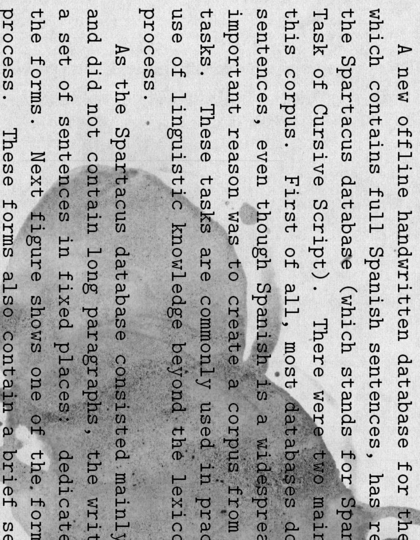 A new offline handwritten database for the
which contains full Spanish sentences, has re
the Spartacus database (which stands for Spar
Task of Cursive Script). There were two main
this corpus. First of all, most databases do
sentences, even though Spanish is a widesprea
important reason was to create a corpus from
tasks. These tasks are commonly used in prac
use of linguistic knowledge beyond the lexico
process.
As the Spartacus database consisted mainly
and did not contain long paragraphs, the writ
a set of sentences in fixed places: dedicate
the forms. Next figure shows one of the form
process. These forms also contain a brief se